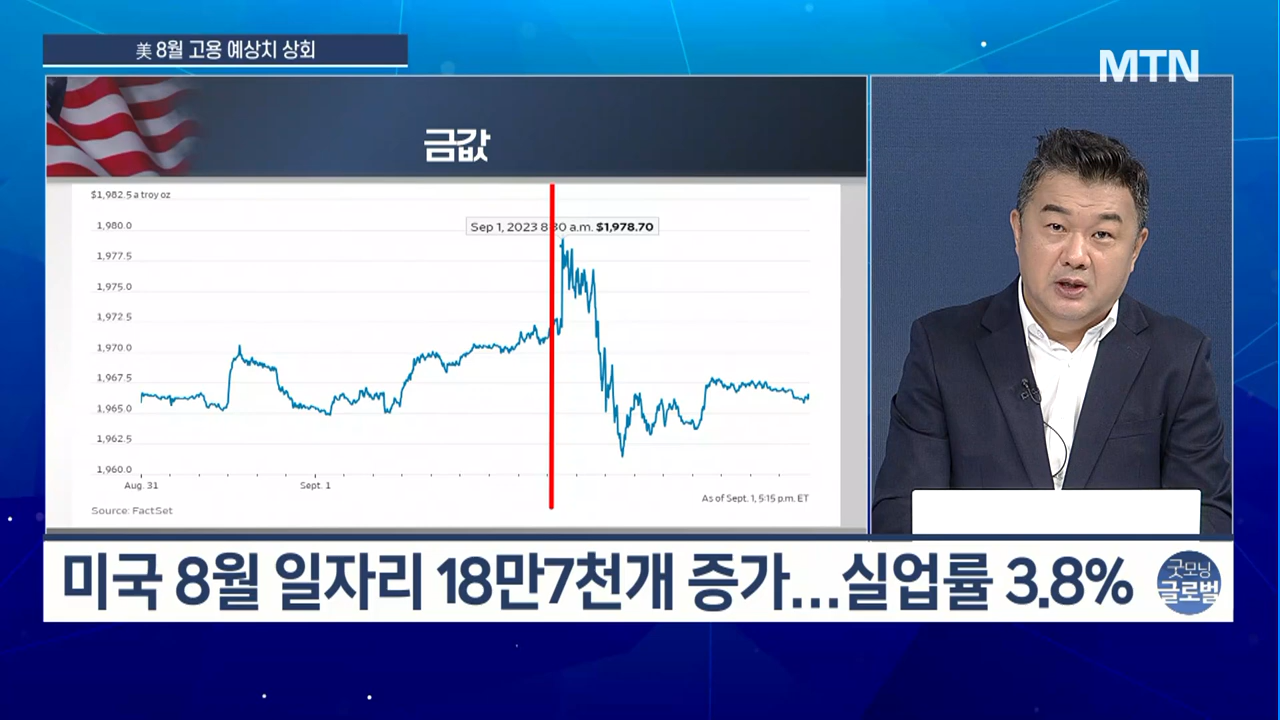 美 8월 고용 예상치 상회
MTN
금값
$1,982.5 a troy oz
Sep 1, 2023 8:30 a.m. $1,978.70
1,980.0
1,977.5
1,975.0
1,972.5
1,970.0
1,967.5
1,965.0
1,962.5
1,960.0
Aug. 31
Sept. 1
As of Sept. 1, 5:15 p.m. ET
Source: FactSet
미국 8월 일자리 18만7천개 증가...실업률 3.8%
굿모닝
글로벌